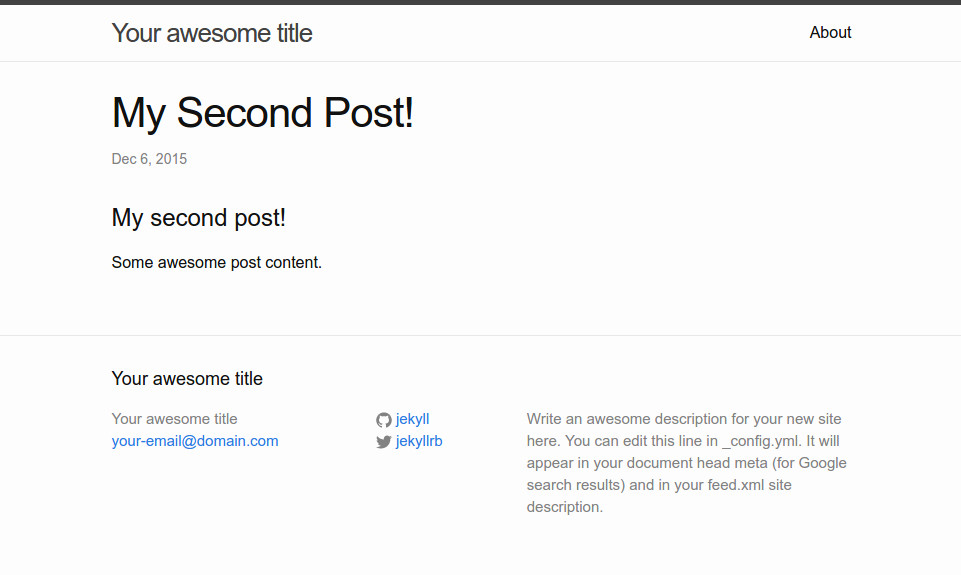 Your awesome title
About
My Second Post!
Dec 6, 2015
My second post!
Some awesome post content.
Your awesome title
Your awesome title
your-email@domain.com
jekyll
jekyllrb
Write an awesome description for your new site
here. You can edit this line in _config.yml. It will
appear in your document head meta (for Google
search results) and in your feed.xml site
description.